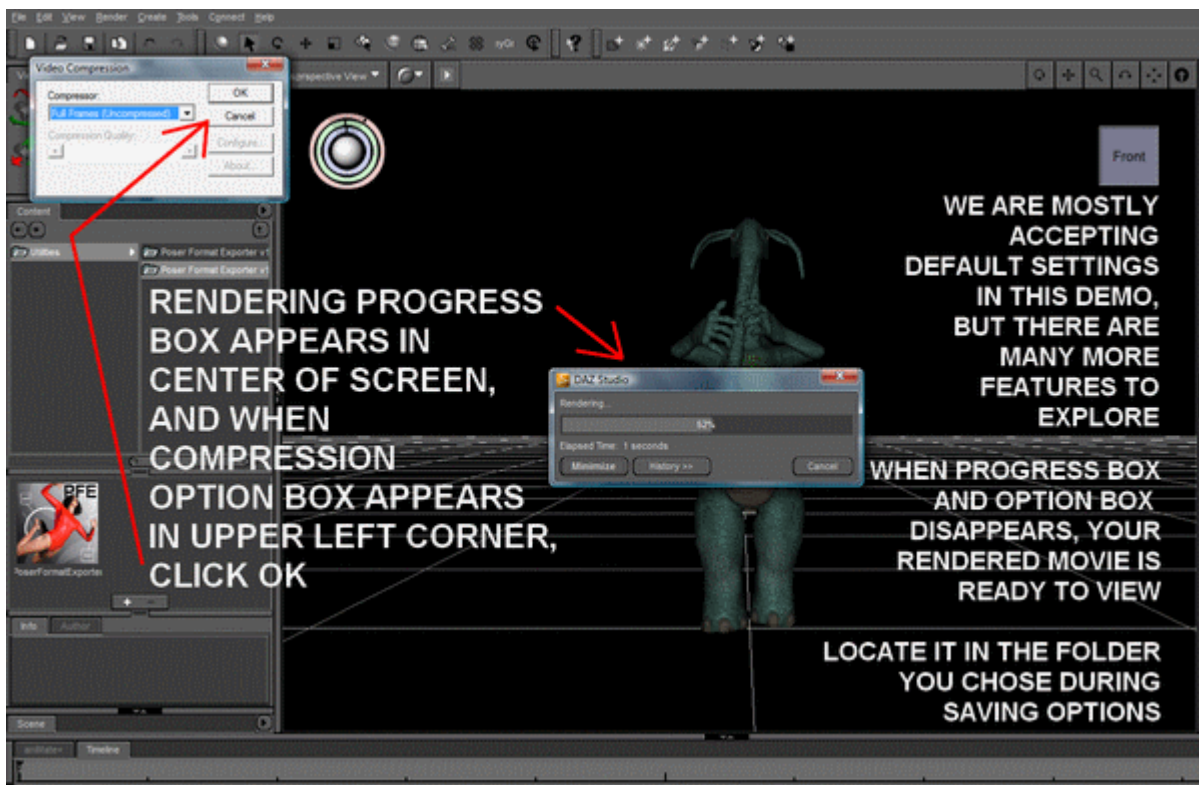 File Edit View Render Create Tools Connect Help
Video Compression
Compressor:
OK
Full Frames (Uncompressed)
Cancel
Compression Quality:
Configure...
About...
Perspective View
Front
Content
Utilities
Poser Format Exporter v1
Poser Format Exporter v1
RENDERING PROGRESS
BOX APPEARS IN
CENTER OF SCREEN,
AND WHEN
COMPRESSION
OPTION BOX APPEARS
IN UPPER LEFT CORNER,
CLICK OK
WE ARE MOSTLY
ACCEPTING
DEFAULT SETTINGS
IN THIS DEMO,
BUT THERE ARE
MANY MORE
FEATURES TO
EXPLORE
DAZ Studio
Rendering...
52%
Elapsed Time: 1 seconds
Minimize
History >>
Cancel
WHEN PROGRESS BOX
AND OPTION BOX
DISAPPEARS, YOUR
RENDERED MOVIE IS
READY TO VIEW
LOCATE IT IN THE FOLDER
YOU CHOSE DURING
SAVING OPTIONS
PFE
PoserFormatExporter
Info
Author
Scene
aniMate+
Timeline